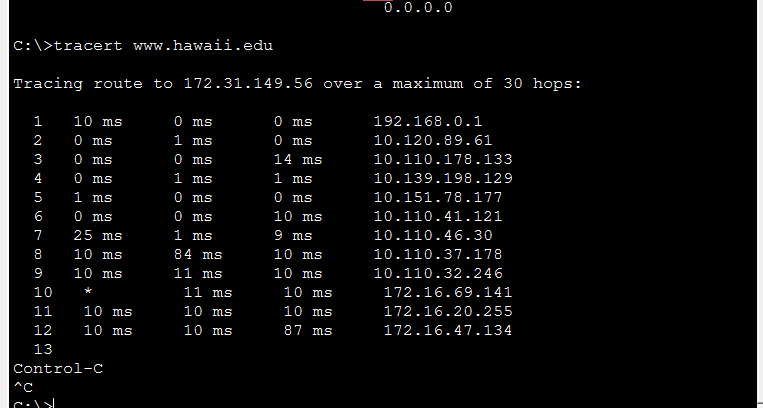 0.0.0.0
C:\>tracert www.hawaii.edu
Tracing route to 172.31.149.56 over a maximum of 30 hops:
1 10 ms 0 ms 0 ms 192.168.0.1
2 0 ms 1 ms 0 ms 10.120.89.61
3 0 ms 0 ms 14 ms 10.110.178.133
4 0 ms 1 ms 1 ms 10.139.198.129
5 1 ms 0 ms 0 ms 10.151.78.177
6 0 ms 0 ms 10 ms 10.110.41.121
7 25 ms 1 ms 9 ms 10.110.46.30
8 10 ms 84 ms 10 ms 10.110.37.178
9 10 ms 11 ms 10 ms 10.110.32.246
10 * 11 ms 10 ms 172.16.69.141
11 10 ms 10 ms 10 ms 172.16.20.255
12 10 ms 10 ms 87 ms 172.16.47.134
13
Control-C
^C
C:\>